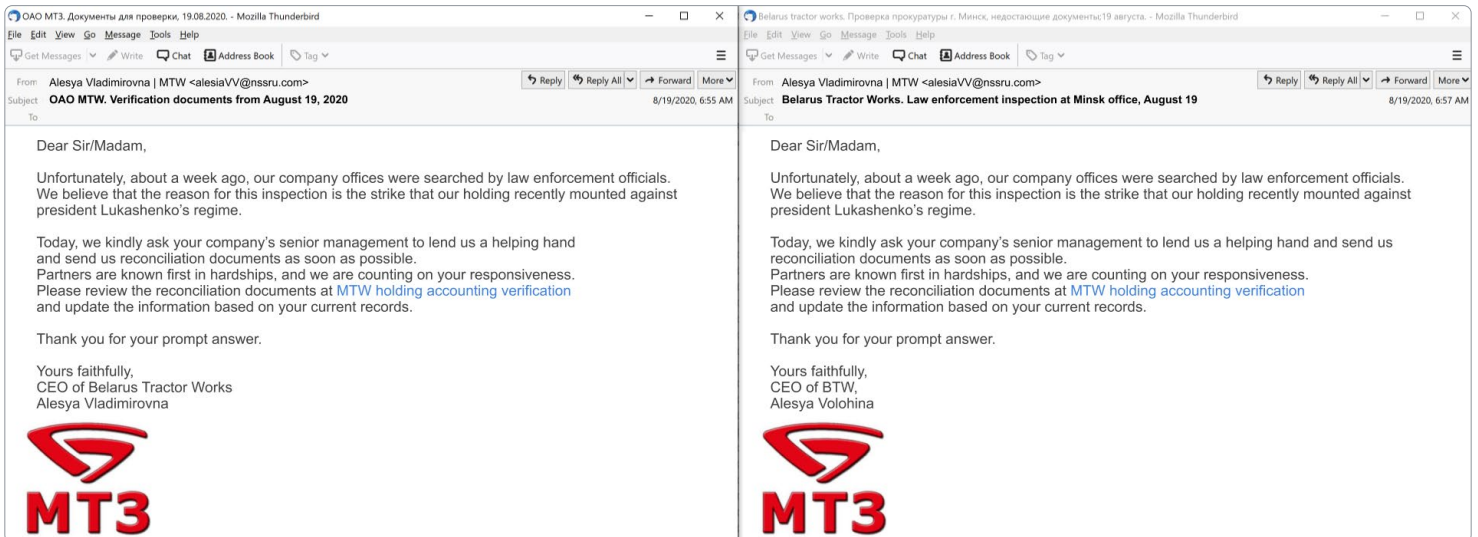 ОАО МТЗ. Документы для проверки, 19.08.2020. - Mozilla Thunderbird
File Edit View Go Message Tools Help
Get Messages Write Chat Address Book Tag
From Alesya Vladimirovna | MTW <alesiaVV@nssru.com> Reply Reply All Forward More
Subject OAO MTW. Verification documents from August 19, 2020 8/19/2020, 6:55 AM
To
Dear Sir/Madam,
Unfortunately, about a week ago, our company offices were searched by law enforcement officials.
We believe that the reason for this inspection is the strike that our holding recently mounted against
president Lukashenko's regime.
Today, we kindly ask your company's senior management to lend us a helping hand
and send us reconciliation documents as soon as possible.
Partners are known first in hardships, and we are counting on your responsiveness.
Please review the reconciliation documents at MTW holding accounting verification
and update the information based on your current records.
Thank you for your prompt answer.
Yours faithfully,
CEO of Belarus Tractor Works
Alesya Vladimirovna
МТЗ
Belarus tractor works. Проверка прокуратуры г. Минск, недостающие документы;19 августа. - Mozilla Thunderbird
File Edit View Go Message Tools Help
Get Messages Write Chat Address Book Tag
From Alesya Vladimirovna | MTW <alesiaVV@nssru.com> Reply Reply All Forward More
Subject Belarus Tractor Works. Law enforcement inspection at Minsk office, August 19 8/19/2020, 6:57 AM
To
Dear Sir/Madam,
Unfortunately, about a week ago, our company offices were searched by law enforcement officials.
We believe that the reason for this inspection is the strike that our holding recently mounted against
president Lukashenko's regime.
Today, we kindly ask your company's senior management to lend us a helping hand and send us
reconciliation documents as soon as possible.
Partners are known first in hardships, and we are counting on your responsiveness.
Please review the reconciliation documents at MTW holding accounting verification
and update the information based on your current records.
Thank you for your prompt answer.
Yours faithfully,
CEO of BTW,
Alesya Volohina
МТЗ